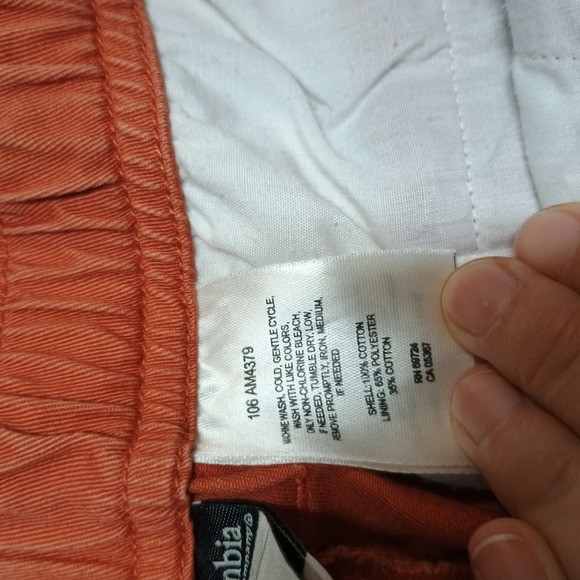 106 AM4379
WASH, COLD, GENTLE CYCLE,
WASH WITH LIKE COLORS,
ONLY NON-CHLORINE BLEACH,
IF NEEDED, TUMBLE DRY, LOW,
REMOVE PROMPTLY, IRON, MEDIUM,
IF NEEDED
SHELL: 100% COTTON
LINING: 65% POLYESTER
35% COTTON
RN 69724
CA 05367
mbia